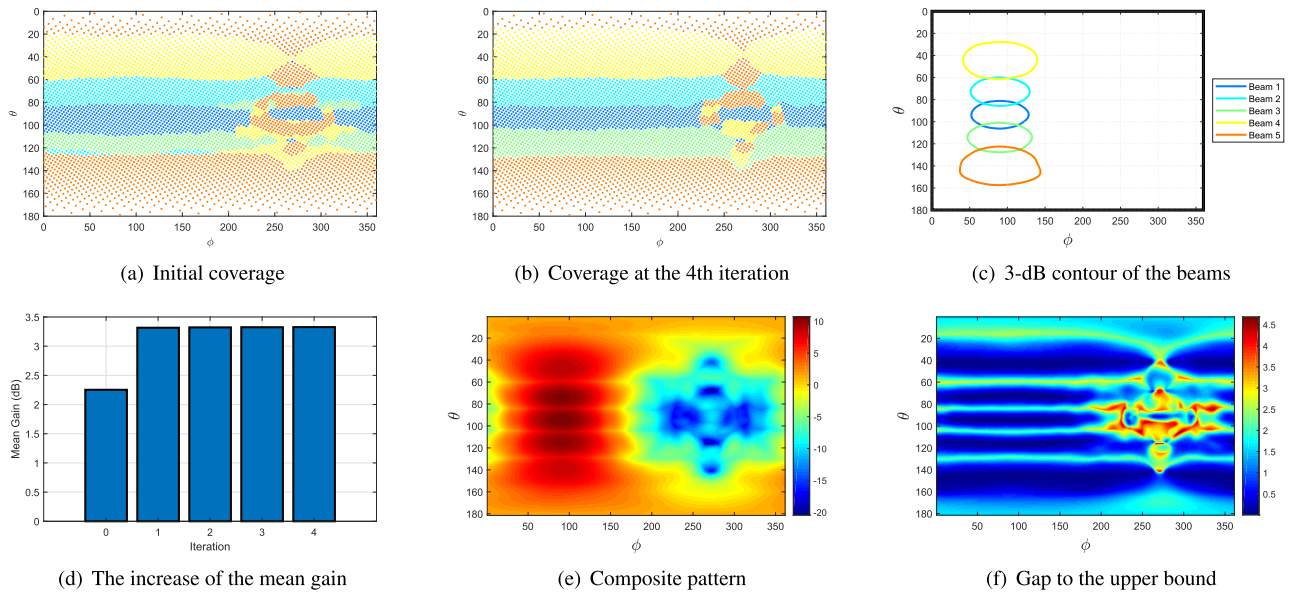 0
20
40
60
80
100
120
140
160
180
θ
0 50 100 150 200 250 300 350
ϕ
(a) Initial coverage
0
20
40
60
80
100
120
140
160
180
θ
0 50 100 150 200 250 300 350
ϕ
(b) Coverage at the 4th iteration
0
20
40
60
80
100
120
140
160
180
θ
0 50 100 150 200 250 300 350
ϕ
Beam 1
Beam 2
Beam 3
Beam 4
Beam 5
(c) 3-dB contour of the beams
3.5
3
2.5
2
1.5
1
0.5
0
Mean Gain (dB)
0 1 2 3 4
Iteration
(d) The increase of the mean gain
20
40
60
80
100
120
140
160
180
θ
50 100 150 200 250 300 350
ϕ
10
5
0
-5
-10
-15
-20
(e) Composite pattern
20
40
60
80
100
120
140
160
180
θ
50 100 150 200 250 300 350
ϕ
4.5
4
3.5
3
2.5
2
1.5
1
0.5
(f) Gap to the upper bound